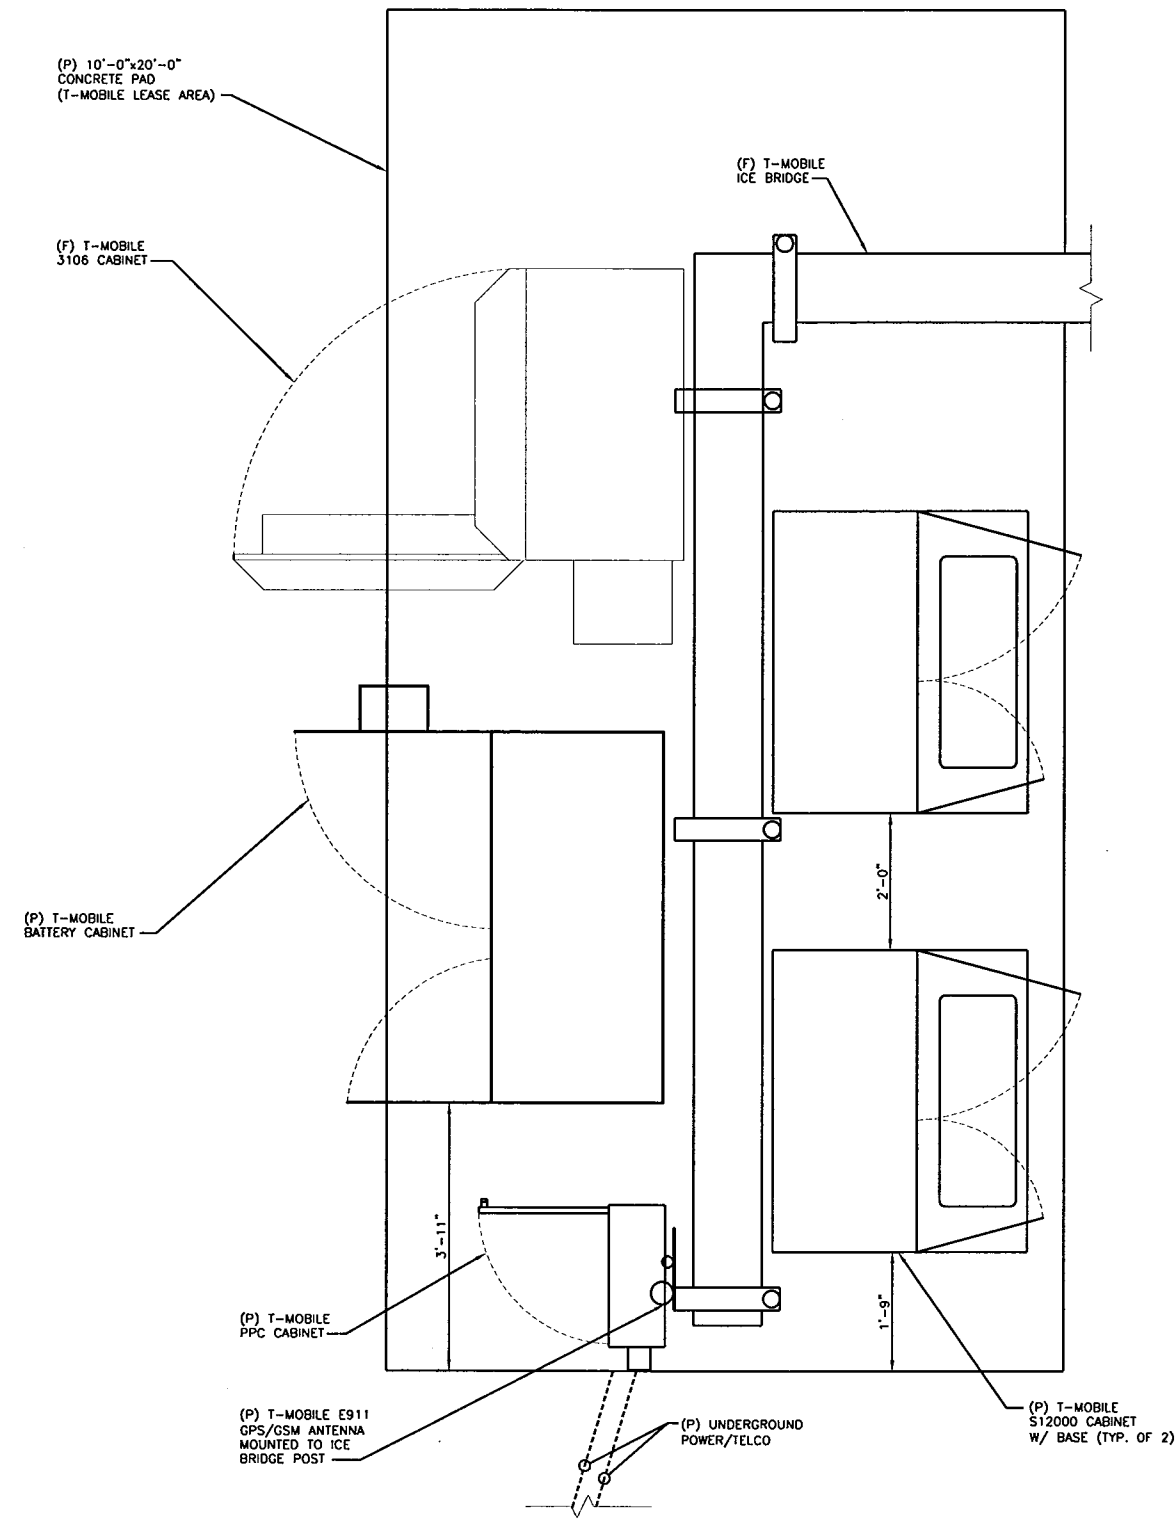 (P) 10'-0"x20'-0"
CONCRETE PAD
(T-MOBILE LEASE AREA)
(F) T-MOBILE
ICE BRIDGE
(F) T-MOBILE
3106 CABINET
2'-0"
(P) T-MOBILE
BATTERY CABINET
3'-11"
1'-9"
(P) T-MOBILE
PPC CABINET
(P) T-MOBILE E911
GPS/GSM ANTENNA
MOUNTED TO ICE
BRIDGE POST
(P) UNDERGROUND
POWER/TELCO
(P) T-MOBILE
S12000 CABINET
W/ BASE (TYP. OF 2)